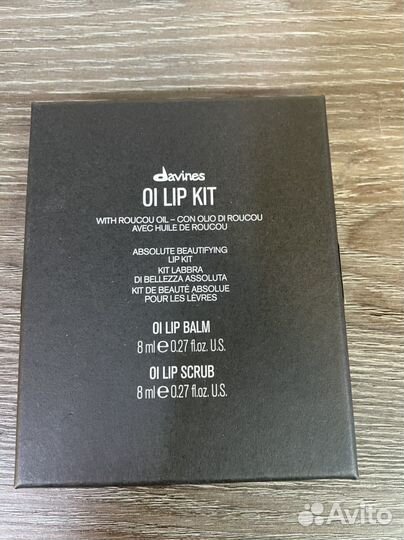 davines
OI LIP KIT
WITH ROUCOU OIL – CON OLIO DI ROUCOU
AVEC HUILE DE ROUCOU
ABSOLUTE BEAUTIFYING
LIP KIT
KIT LABBRA
DI BELLEZZA ASSOLUTA
KIT DE BEAUTÉ ABSOLUE
POUR LES LÈVRES
OI LIP BALM
8 ml ℮ 0.27 fl.oz. U.S.
OI LIP SCRUB
8 ml ℮ 0.27 fl.oz. U.S.
Avito